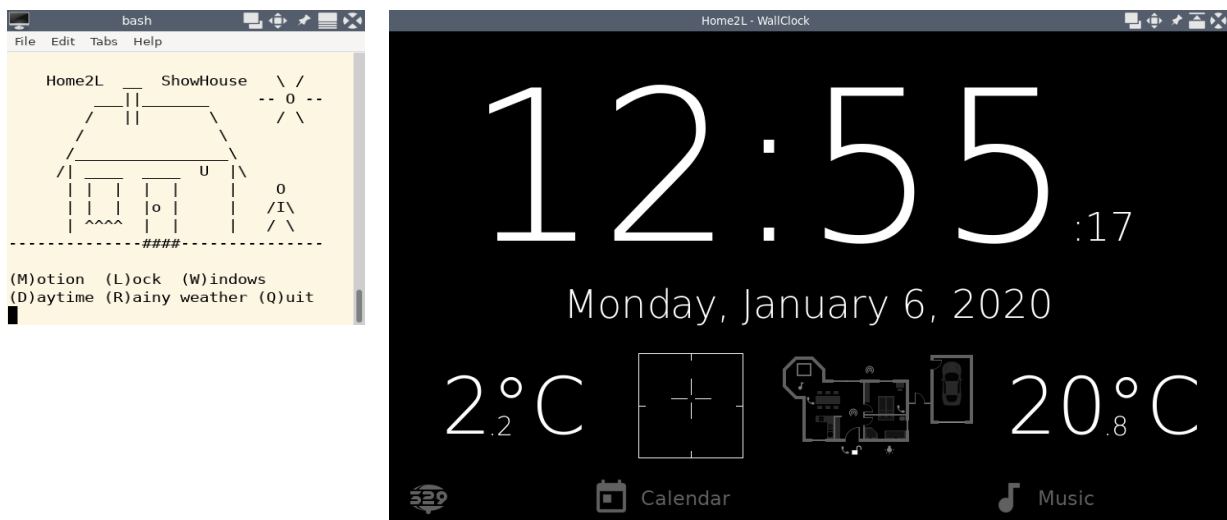 bash
File Edit Tabs Help
Home2L ShowHouse
(M)otion (L)ock (W)indows
(D)aytime (R)ainy weather (Q)uit
Home2L - WallClock
12:55:17
Monday, January 6, 2020
2.2°C
20.8°C
529
Calendar
Music